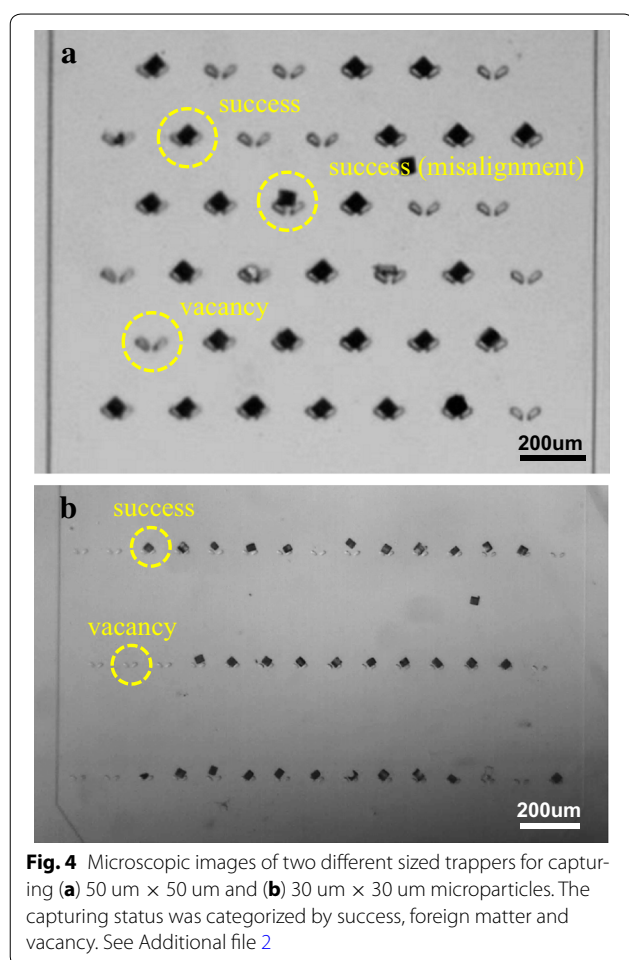 a
success
success (misalignment)
vacancy
200um
b
success
vacancy
200um
Fig. 4 Microscopic images of two different sized trappers for captur-
ing (a) 50 um × 50 um and (b) 30 um × 30 um microparticles. The
capturing status was categorized by success, foreign matter and
vacancy. See Additional file 2